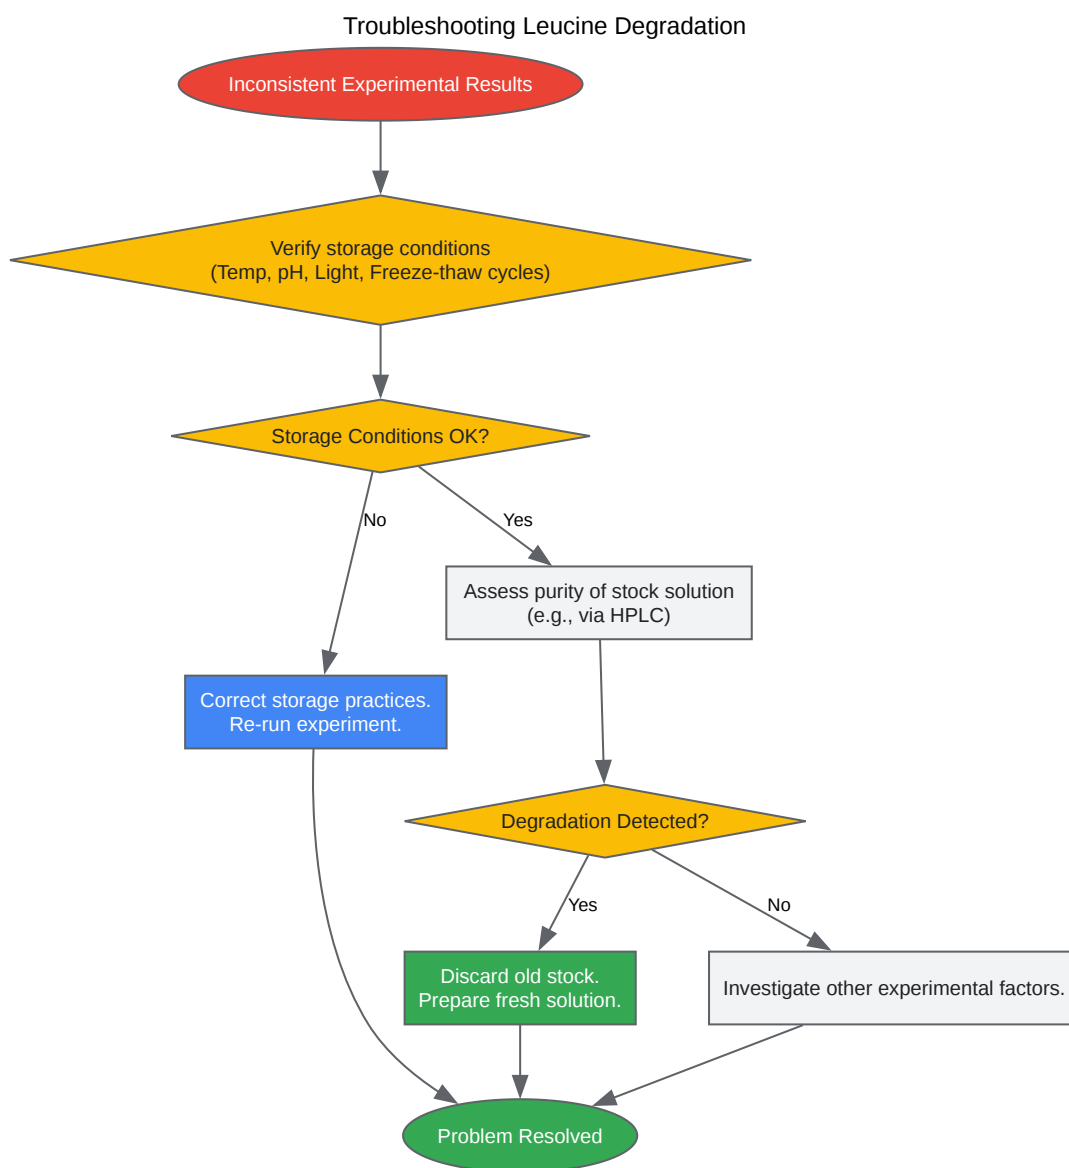 Troubleshooting Leucine Degradation
Inconsistent Experimental Results
Verify storage conditions
(Temp, pH, Light, Freeze-thaw cycles)
Storage Conditions OK?
No
Yes
Assess purity of stock solution
(e.g., via HPLC)
Correct storage practices.
Re-run experiment.
Degradation Detected?
Yes
No
Discard old stock.
Prepare fresh solution.
Investigate other experimental factors.
Problem Resolved